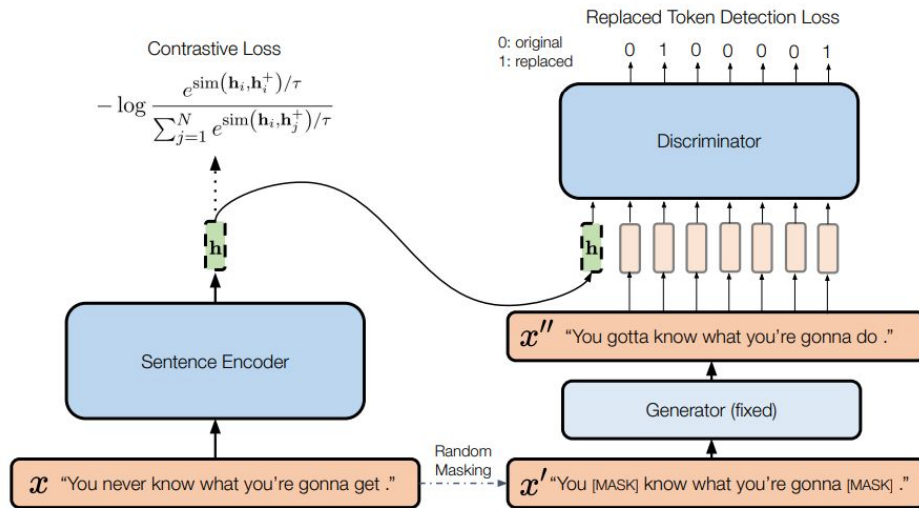 Replaced Token Detection Loss
0: original
1: replaced
0 1 0 0 0 0 1
Contrastive Loss
− log e^{sim(h_i, h_i^+)/τ} / ∑_{j=1}^{N} e^{sim(h_i, h_j^+)/τ}
Discriminator
h
h
x'' “You gotta know what you're gonna do .”
Sentence Encoder
Generator (fixed)
Random
Masking
x “You never know what you're gonna get .”
x' “You [MASK] know what you're gonna [MASK] .”